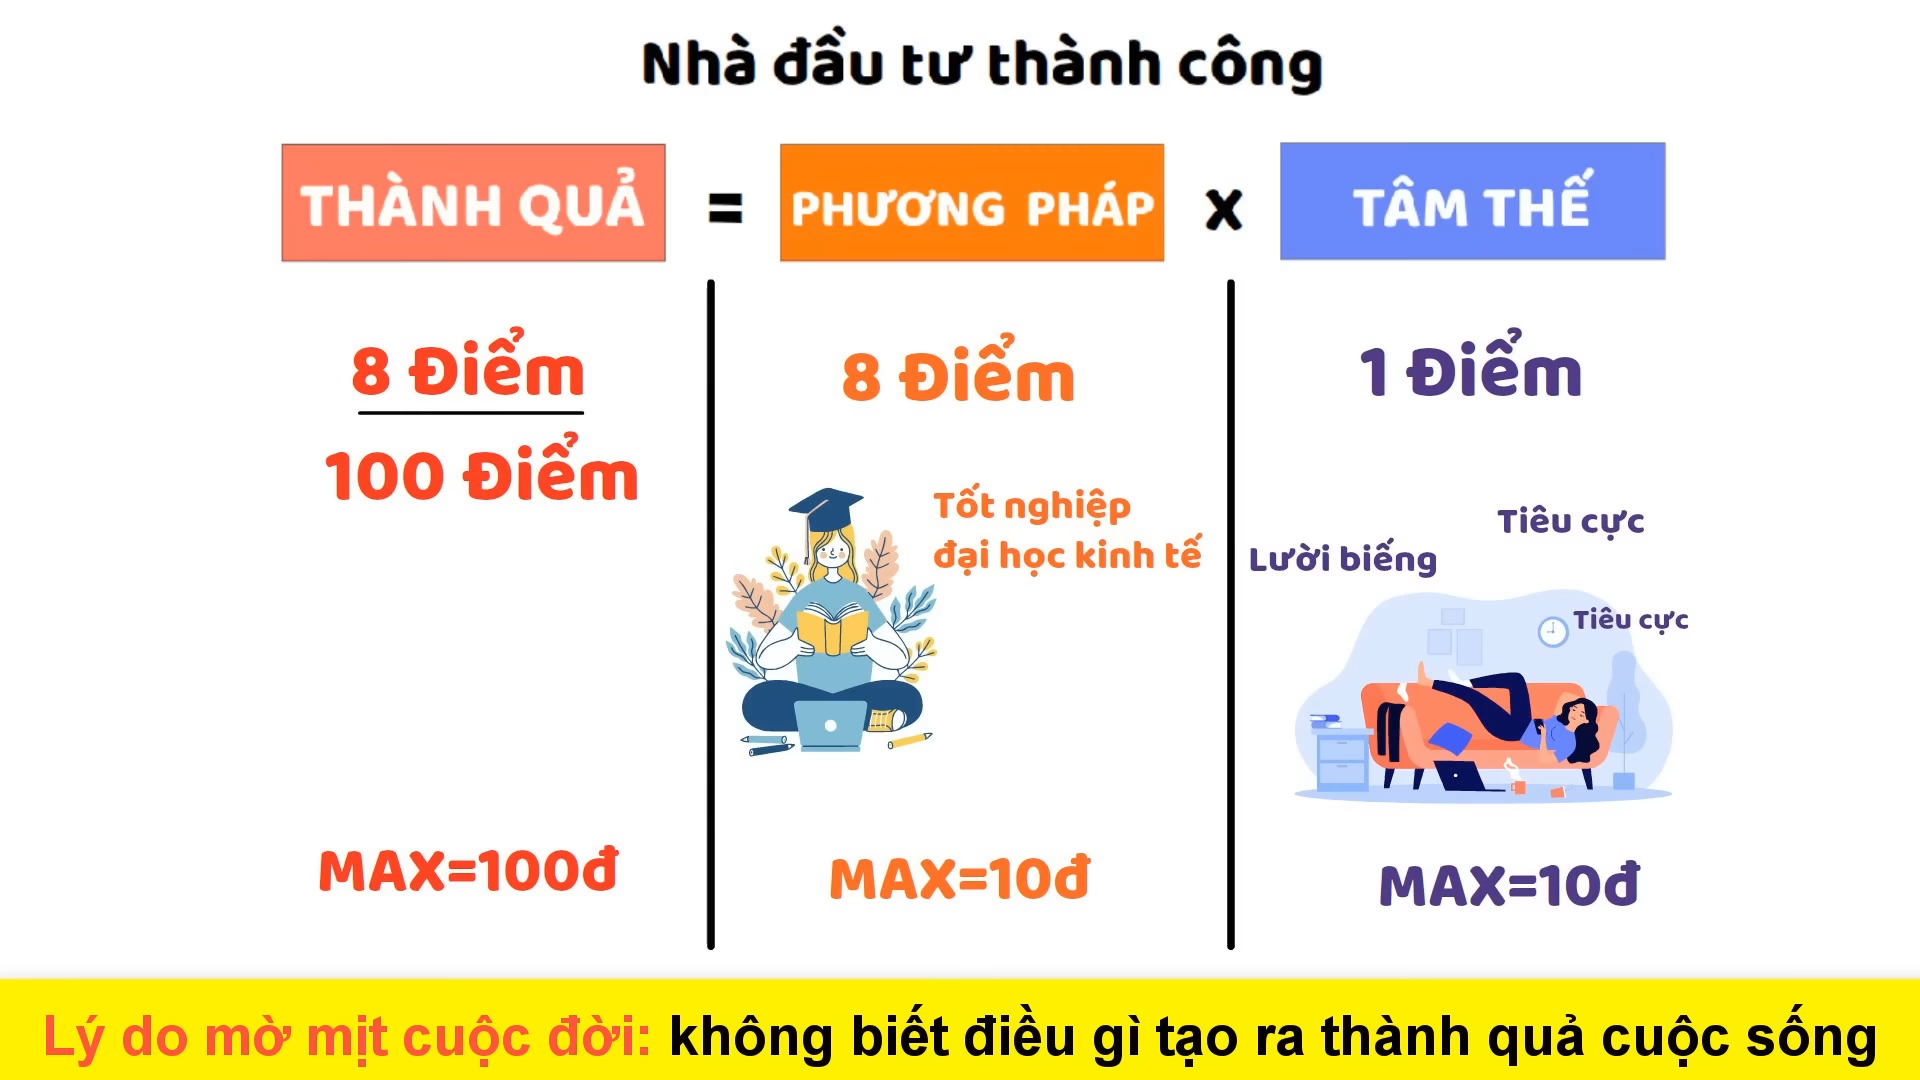 Nhà đầu tư thành công
THÀNH QUẢ = PHƯƠNG PHÁP x TÂM THẾ
8 Điểm
100 Điểm
MAX=100đ
8 Điểm
Tốt nghiệp
đại học kinh tế
MAX=10đ
1 Điểm
Tiêu cực
Lười biếng
Tiêu cực
MAX=10đ
Lý do mờ mịt cuộc đời: không biết điều gì tạo ra thành quả cuộc sống